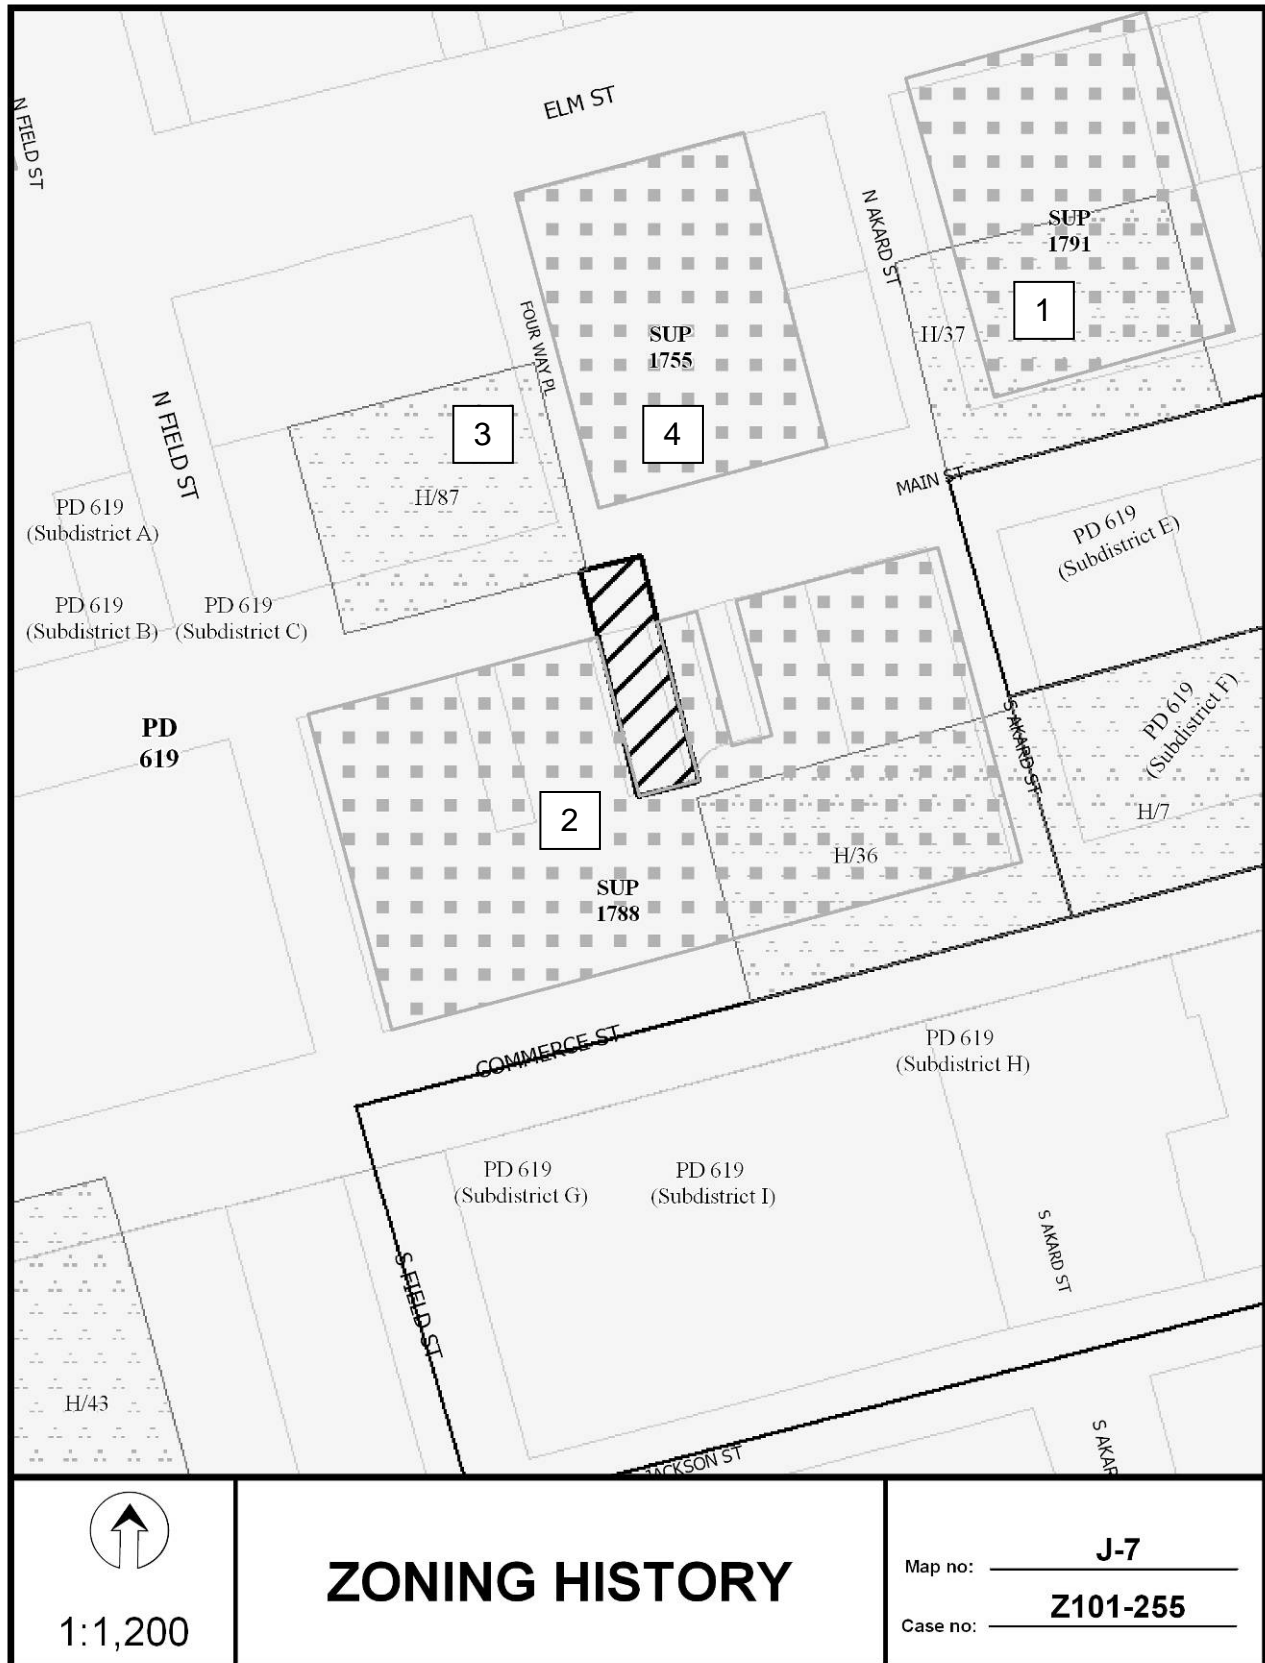 ELM ST
N FIELD ST
N AKARD ST
SUP
1791
1
H/37
FOUR WAY PL
SUP
1755
4
3
H/87
N FIELD ST
MAIN ST
PD 619
(Subdistrict A)
PD 619
(Subdistrict E)
PD 619
(Subdistrict B)
PD 619
(Subdistrict C)
PD
619
S AKARD ST
PD 619
(Subdistrict F)
H/7
2
H/36
SUP
1788
COMMERCE ST
PD 619
(Subdistrict H)
PD 619
(Subdistrict G)
PD 619
(Subdistrict I)
S AKARD ST
S FIELD ST
H/43
JACKSON ST
S AKAR
1:1,200
ZONING HISTORY
Map no: J-7
Case no: Z101-255